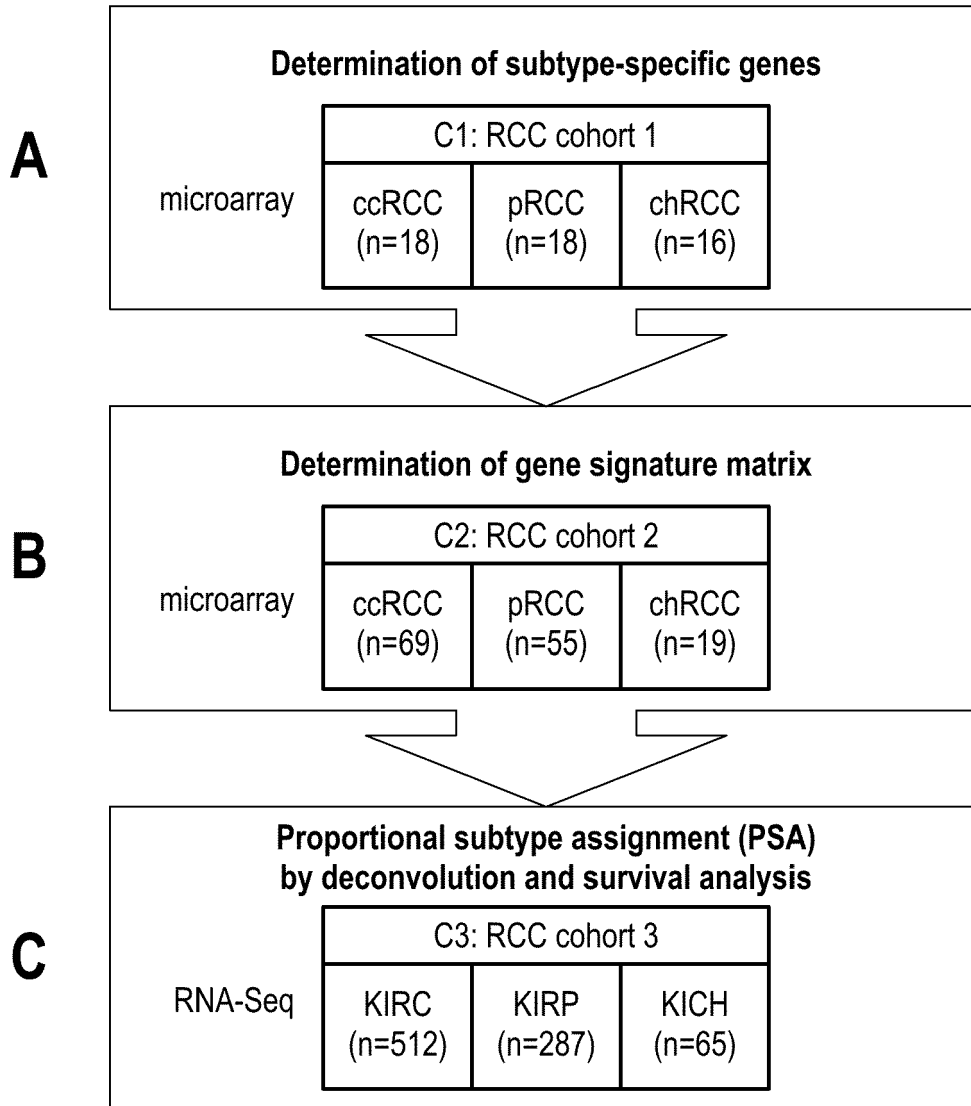 A
Determination of subtype-specific genes
microarray
C1: RCC cohort 1
ccRCC
(n=18)
pRCC
(n=18)
chRCC
(n=16)
B
Determination of gene signature matrix
microarray
C2: RCC cohort 2
ccRCC
(n=69)
pRCC
(n=55)
chRCC
(n=19)
C
Proportional subtype assignment (PSA)
by deconvolution and survival analysis
RNA-Seq
C3: RCC cohort 3
KIRC
(n=512)
KIRP
(n=287)
KICH
(n=65)